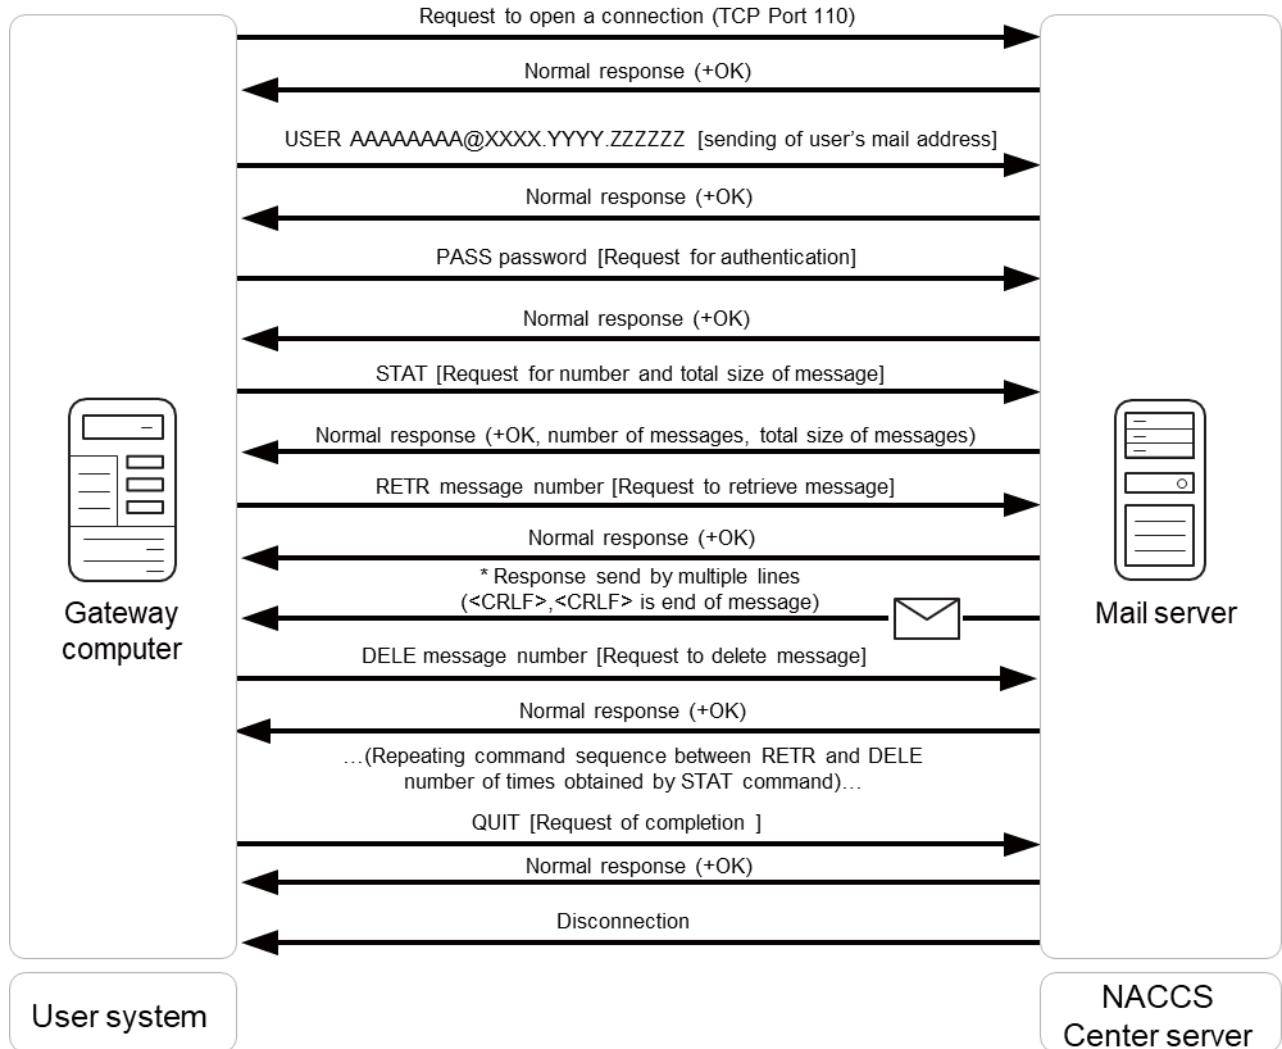 Request to open a connection (TCP Port 110)
Normal response (+OK)
USER AAAAAAAA@XXXX.YYYY.ZZZZZZ [sending of user's mail address]
Normal response (+OK)
PASS password [Request for authentication]
Normal response (+OK)
STAT [Request for number and total size of message]
Normal response (+OK, number of messages, total size of messages)
RETR message number [Request to retrieve message]
Normal response (+OK)
* Response send by multiple lines
(<CRLF>,<CRLF> is end of message)
Gateway
computer
Mail server
DELE message number [Request to delete message]
Normal response (+OK)
…(Repeating command sequence between RETR and DELE
number of times obtained by STAT command)…
QUIT [Request of completion ]
Normal response (+OK)
Disconnection
User system
NACCS
Center server